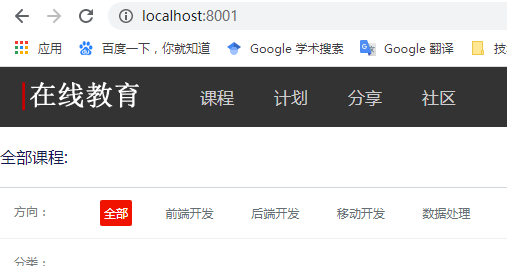 localhost:8001
应用 百度一下，你就知道 Google 学术搜索 Google 翻译 技
在线教育 课程 计划 分享 社区
全部课程:
方向： 全部 前端开发 后端开发 移动开发 数据处理
分类：